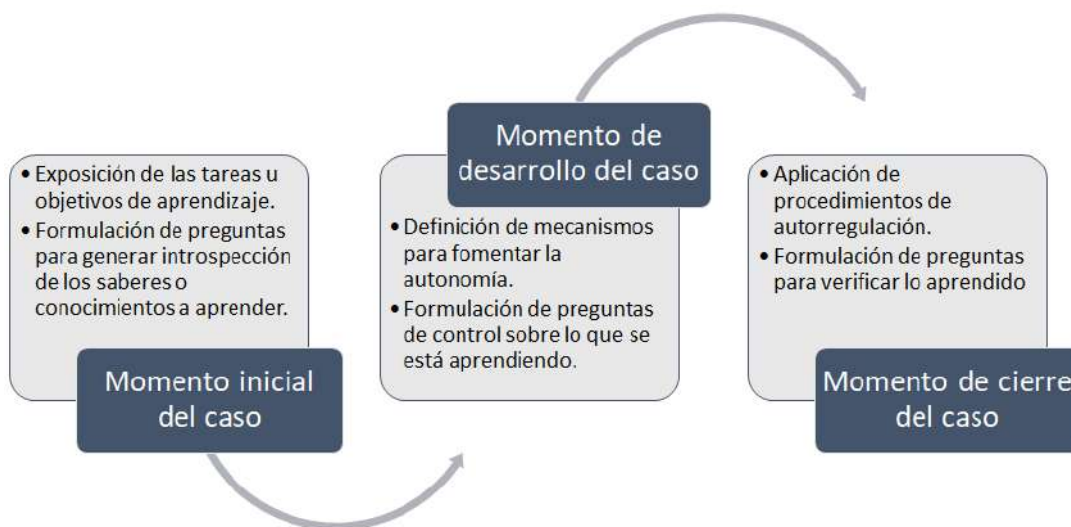 • Exposición de las tareas u
objetivos de aprendizaje.
• Formulación de preguntas
para generar introspección
de los saberes o
conocimientos a aprender.
Momento inicial
del caso
Momento de
desarrollo del caso
• Definición de mecanismos
para fomentar la
autonomía.
• Formulación de preguntas
de control sobre lo que se
está aprendiendo.
• Aplicación de
procedimientos de
autorregulación.
• Formulación de preguntas
para verificar lo aprendido
Momento de cierre
del caso